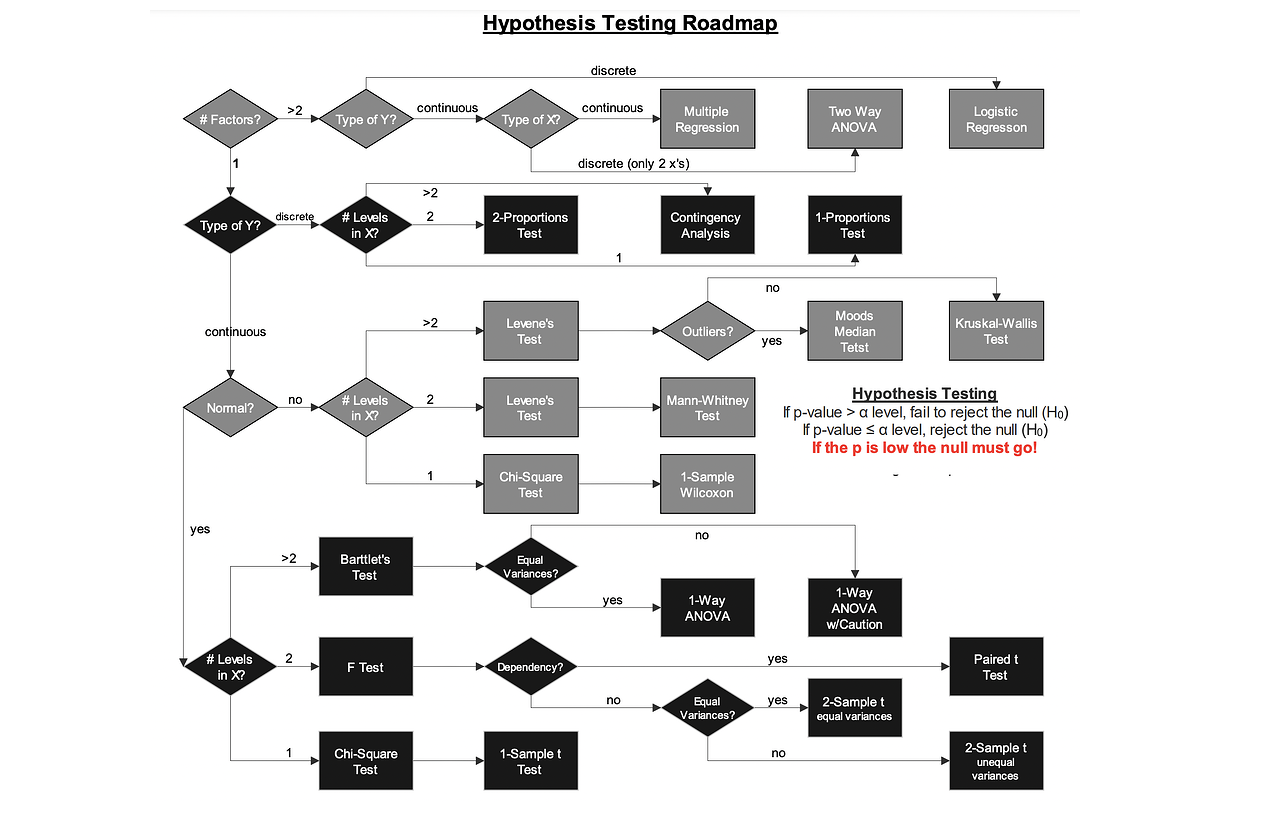 Hypothesis Testing Roadmap
discrete
# Factors?
>2
Type of Y?
continuous
Type of X?
continuous
Multiple
Regression
Two Way
ANOVA
Logistic
Regresson
discrete (only 2 x's)
1
>2
Type of Y?
discrete
# Levels
in X?
2
2-Proportions
Test
Contingency
Analysis
1-Proportions
Test
1
no
continuous
>2
Levene's
Test
Outliers?
yes
Moods
Median
Tetst
Kruskal-Wallis
Test
Normal?
no
# Levels
in X?
2
Levene's
Test
Mann-Whitney
Test
Hypothesis Testing
If p-value > α level, fail to reject the null (H₀)
If p-value ≤ α level, reject the null (H₀)
If the p is low the null must go!
1
Chi-Square
Test
1-Sample
Wilcoxon
yes
no
>2
Barttlet's
Test
Equal
Variances?
yes
1-Way
ANOVA
1-Way
ANOVA
w/Caution
# Levels
in X?
2
F Test
Dependency?
yes
Paired t
Test
no
Equal
Variances?
yes
2-Sample t
equal variances
1
Chi-Square
Test
1-Sample t
Test
no
2-Sample t
unequal
variances